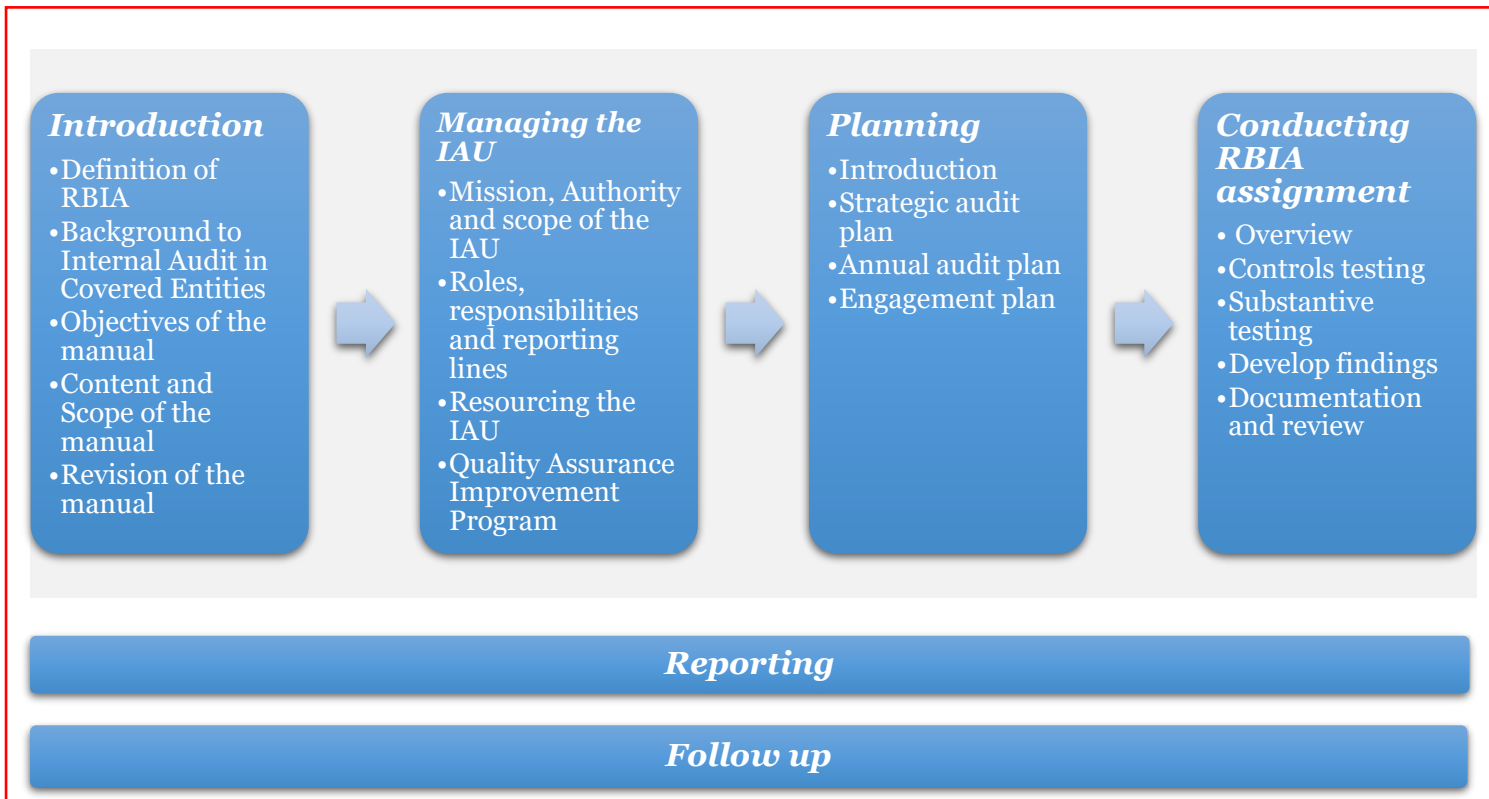 Introduction
•Definition of
RBIA
•Background to
Internal Audit in
Covered Entities
•Objectives of the
manual
•Content and
Scope of the
manual
•Revision of the
manual
Managing the
IAU
•Mission, Authority
and scope of the
IAU
•Roles,
responsibilities
and reporting
lines
•Resourcing the
IAU
•Quality Assurance
Improvement
Program
Planning
•Introduction
•Strategic audit
plan
•Annual audit plan
•Engagement plan
Conducting
RBIA
assignment
• Overview
•Controls testing
•Substantive
testing
•Develop findings
•Documentation
and review
Reporting
Follow up